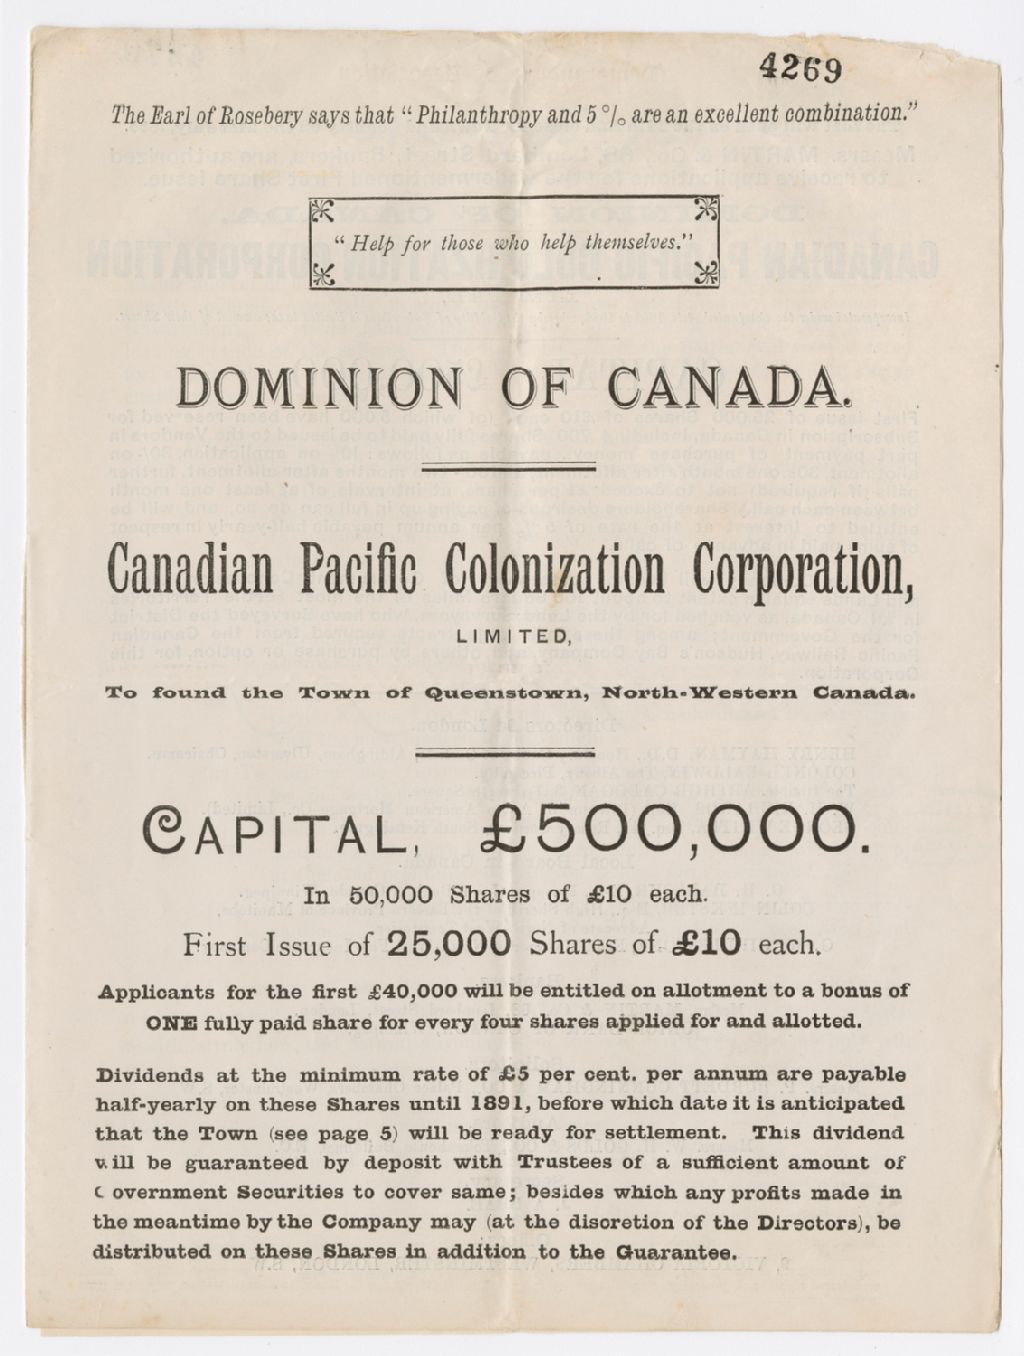 4269
The Earl of Rosebery says that “Philanthropy and 5 °/o are an excellent combination.”
“Help for those who help themselves.”
DOMINION OF CANADA.
Canadian Pacific Colonization Corporation,
LIMITED,
To found the Town of Queenstown, North-Western Canada.
CAPITAL, £500,000.
In 50,000 Shares of £10 each.
First Issue of 25,000 Shares of £10 each.
Applicants for the first £40,000 will be entitled on allotment to a bonus of
ONE fully paid share for every four shares applied for and allotted.
Dividends at the minimum rate of £5 per cent. per annum are payable
half-yearly on these Shares until 1891, before which date it is anticipated
that the Town (see page 5) will be ready for settlement. This dividend
will be guaranteed by deposit with Trustees of a sufficient amount of
Government Securities to cover same; besides which any profits made in
the meantime by the Company may (at the discretion of the Directors), be
distributed on these Shares in addition to the Guarantee.